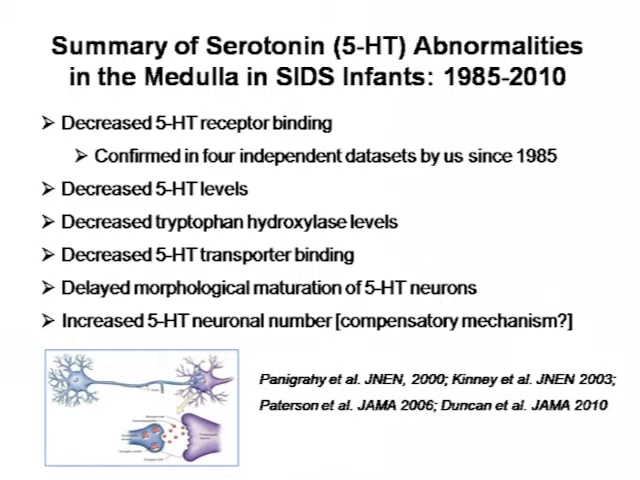 Summary of Serotonin (5-HT) Abnormalities
in the Medulla in SIDS Infants: 1985-2010
➢ Decreased 5-HT receptor binding
➢ Confirmed in four independent datasets by us since 1985
➢ Decreased 5-HT levels
➢ Decreased tryptophan hydroxylase levels
➢ Decreased 5-HT transporter binding
➢ Delayed morphological maturation of 5-HT neurons
➢ Increased 5-HT neuronal number [compensatory mechanism?]
Panigrahy et al. JNEN, 2000; Kinney et al. JNEN 2003;
Paterson et al. JAMA 2006; Duncan et al. JAMA 2010